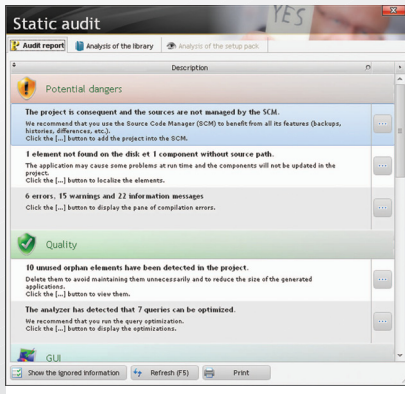 YES
Static audit
Audit report
Analysis of the library
Analysis of the setup pack
Description
Potential dangers
The project is consequent and the sources are not managed by the SCM.
We recommend that you use the Source Code Manager (SCM) to benefit from all its features (backups,
histories, differences, etc.).
Click the [...] button to add the project into the SCM.
...
1 element not found on the disk et 1 component without source path.
The application may cause some problems at run time and the components will not be updated in the
project.
Click the [...] button to localize the elements.
...
6 errors, 15 warnings and 22 information messages
Click the [...] button to display the pane of compilation errors.
...
Quality
10 unused orphan elements have been detected in the project.
Delete them to avoid maintaining them unnecessarily and to reduce the size of the generated
applications.
Click the [...] button to view them.
...
The analyzer has detected that 7 queries can be optimized.
We recommend that you run the query optimization.
Click the [...] button to display the optimizations.
...
GUI
Show the ignored information
Refresh (F5)
Print